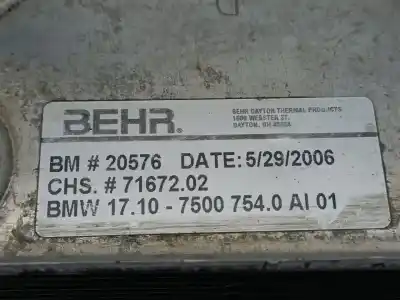 BEHR.
BEHR DAYTON THERMAL PRODUCTS
1600 WEBSTER ST.
DAYTON, OH 45404
BM # 20576 DATE: 5/29/2006
CHS. # 71672.02
BMW 17.10 - 7500 754.0 AI 01